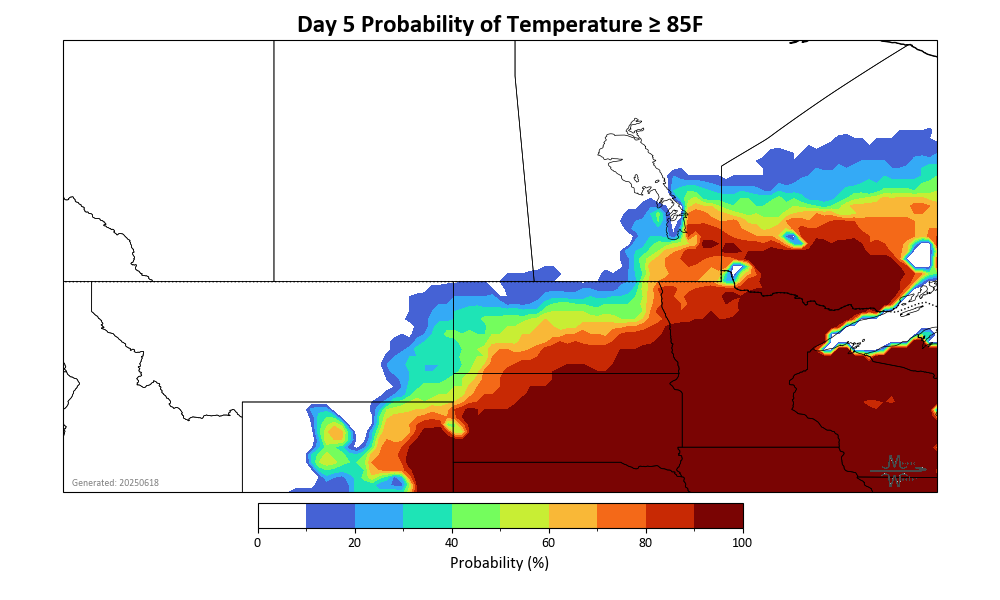 Day 5 Probability of Temperature ≥ 85F
Generated: 20250618
0 20 40 60 80 100
Probability (%)